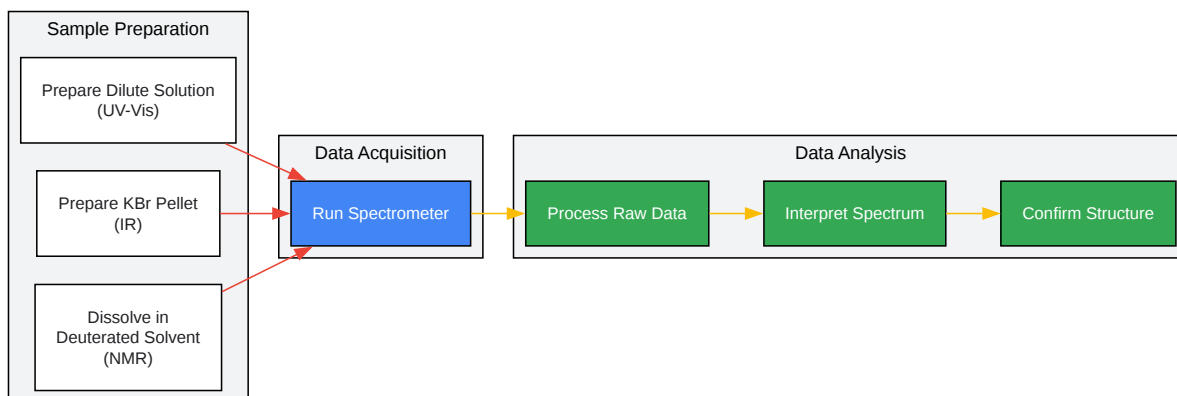 Sample Preparation
Prepare Dilute Solution
(UV-Vis)
Prepare KBr Pellet
(IR)
Dissolve in
Deuterated Solvent
(NMR)
Data Acquisition
Run Spectrometer
Data Analysis
Process Raw Data
Interpret Spectrum
Confirm Structure